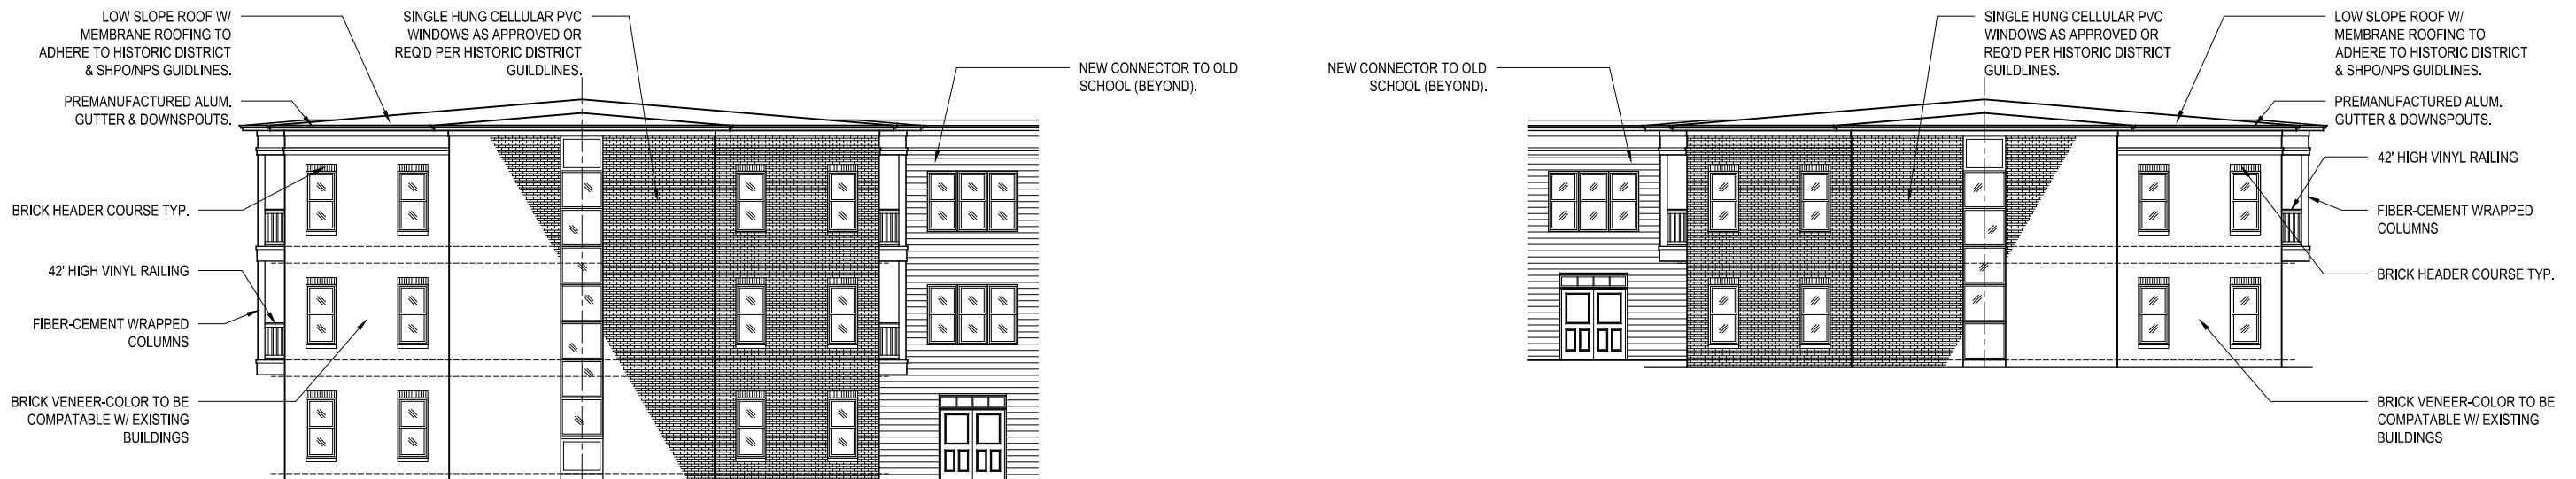 LOW SLOPE ROOF W/
MEMBRANE ROOFING TO
ADHERE TO HISTORIC DISTRICT
& SHPO/NPS GUIDLINES.
PREMANUFACTURED ALUM.
GUTTER & DOWNSPOUTS.
BRICK HEADER COURSE TYP.
42' HIGH VINYL RAILING
FIBER-CEMENT WRAPPED
COLUMNS
BRICK VENEER-COLOR TO BE
COMPATABLE W/ EXISTING
BUILDINGS
SINGLE HUNG CELLULAR PVC
WINDOWS AS APPROVED OR
REQ'D PER HISTORIC DISTRICT
GUILDLINES.
NEW CONNECTOR TO OLD
SCHOOL (BEYOND).
NEW CONNECTOR TO OLD
SCHOOL (BEYOND).
SINGLE HUNG CELLULAR PVC
WINDOWS AS APPROVED OR
REQ'D PER HISTORIC DISTRICT
GUILDLINES.
LOW SLOPE ROOF W/
MEMBRANE ROOFING TO
ADHERE TO HISTORIC DISTRICT
& SHPO/NPS GUIDLINES.
PREMANUFACTURED ALUM.
GUTTER & DOWNSPOUTS.
42' HIGH VINYL RAILING
FIBER-CEMENT WRAPPED
COLUMNS
BRICK HEADER COURSE TYP.
BRICK VENEER-COLOR TO BE
COMPATABLE W/ EXISTING
BUILDINGS